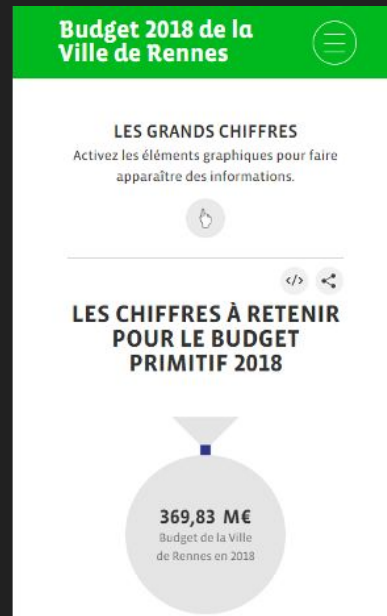 Budget 2018 de la
Ville de Rennes
LES GRANDS CHIFFRES
Activez les éléments graphiques pour faire
apparaître des informations.
</>
LES CHIFFRES À RETENIR
POUR LE BUDGET
PRIMITIF 2018
369,83 M€
Budget de la Ville
de Rennes en 2018